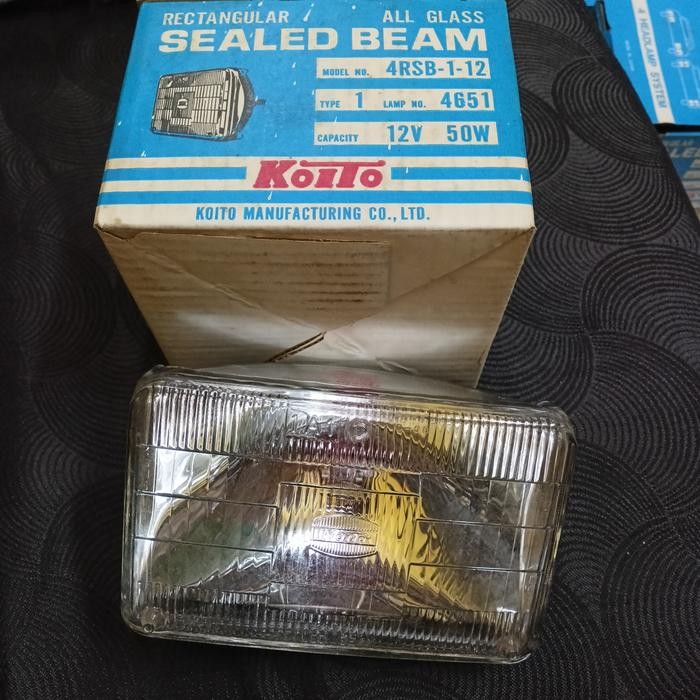 RECTANGULAR ALL GLASS
SEALED BEAM
MODEL NO. 4RSB-1-12
TYPE 1 LAMP NO. 4651
CAPACITY 12V 50W
KOITO
KOITO MANUFACTURING CO., LTD.
4 HEADLAMP SYSTEM